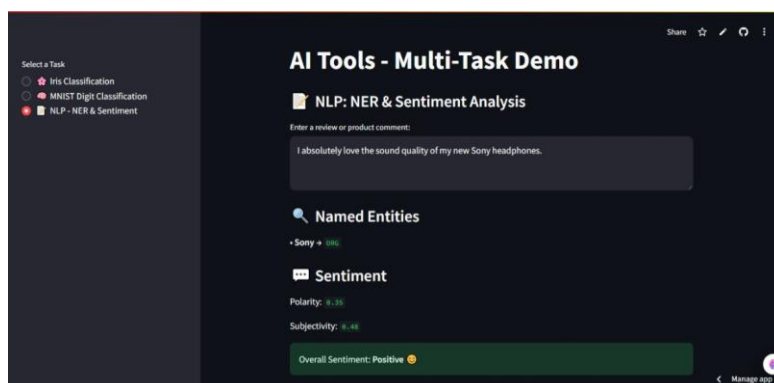 Share
Select a Task
Iris Classification
MNIST Digit Classification
NLP - NER & Sentiment
AI Tools - Multi-Task Demo
NLP: NER & Sentiment Analysis
Enter a review or product comment:
I absolutely love the sound quality of my new Sony headphones.
Named Entities
• Sony → ORG
Sentiment
Polarity: 0.35
Subjectivity:
Overall Sentiment: Positive 😊
< Manage app